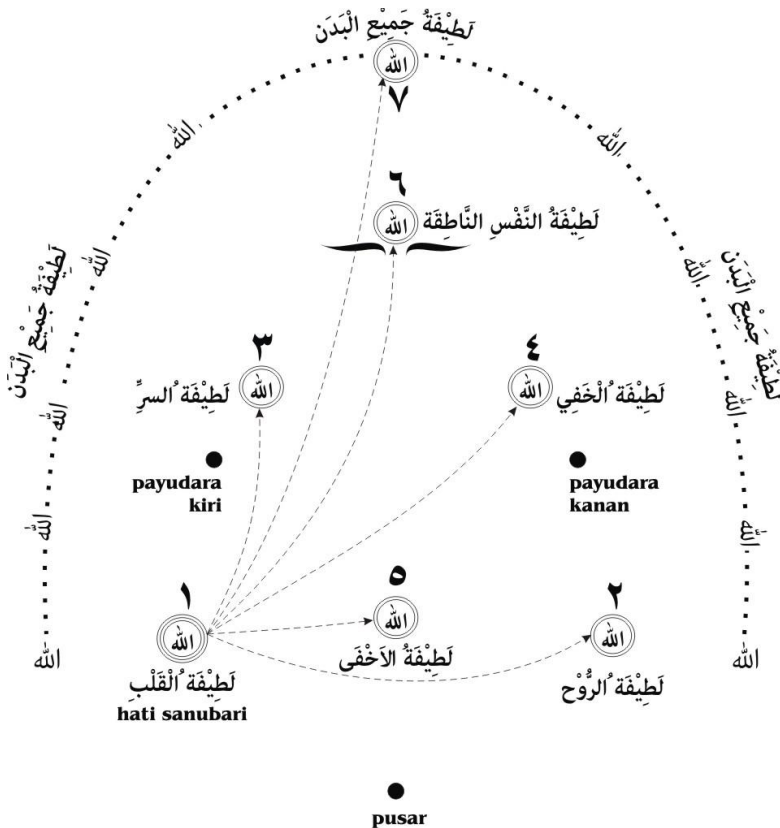 لَطِيْفَةُ جَمِيْعِ الْبَدَن
الله
٧
الله
الله
٦
الله
لَطِيْفَةُ النَّفْسِ النَّاطِقَة
الله
الله
لَطِيْفَةُ جَمِيْعِ الْبَدَن
لَطِيْفَةُ جَمِيْعِ الْبَدَن
٣
الله
لَطِيْفَةُ السرِّ
٤
الله
لَطِيْفَةُ الْخَفِي
الله
الله
payudara
kiri
payudara
kanan
الله
الله
١
الله
لَطِيْفَةُ الْقَلْبِ
hati sanubari
٥
الله
لَطِيْفَةُ الاَخْفَى
٢
الله
لَطِيْفَةُ الرُّوْح
الله
الله
pusar